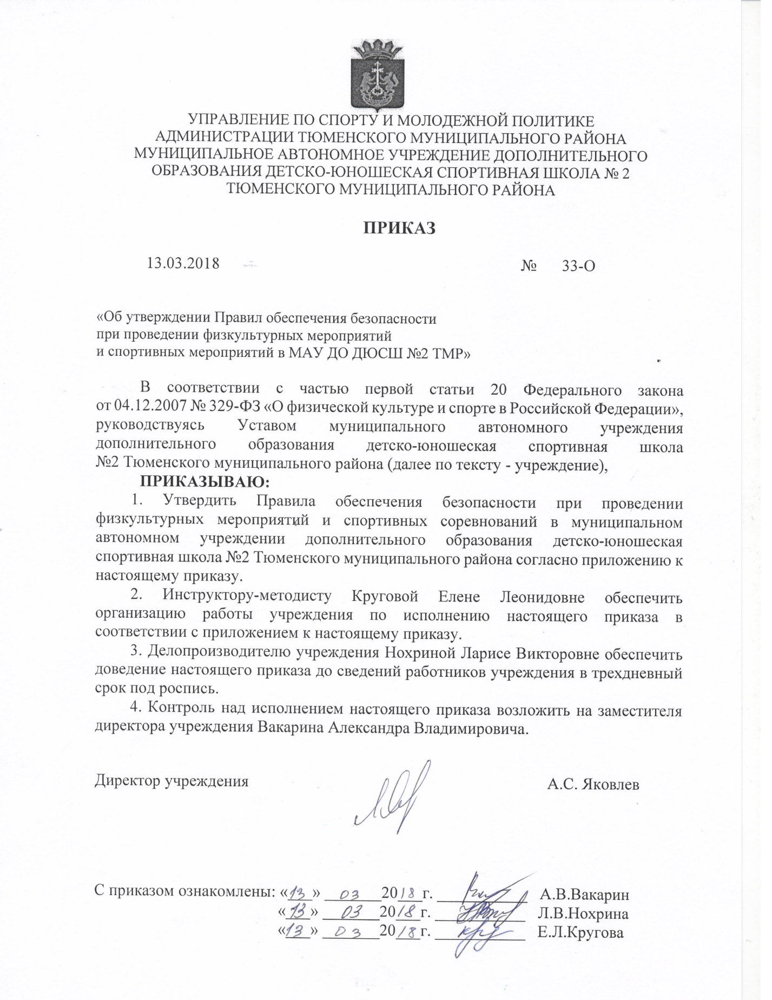 УПРАВЛЕНИЕ ПО СПОРТУ И МОЛОДЕЖНОЙ ПОЛИТИКЕ
АДМИНИСТРАЦИИ ТЮМЕНСКОГО МУНИЦИПАЛЬНОГО РАЙОНА
МУНИЦИПАЛЬНОЕ АВТОНОМНОЕ УЧРЕЖДЕНИЕ ДОПОЛНИТЕЛЬНОГО
ОБРАЗОВАНИЯ ДЕТСКО-ЮНОШЕСКАЯ СПОРТИВНАЯ ШКОЛА № 2
ТЮМЕНСКОГО МУНИЦИПАЛЬНОГО РАЙОНА
ПРИКАЗ
13.03.2018 № 33-О
«Об утверждении Правил обеспечения безопасности
при проведении физкультурных мероприятий
и спортивных мероприятий в МАУ ДО ДЮСШ №2 ТМР»
В соответствии с частью первой статьи 20 Федерального закона
от 04.12.2007 № 329-ФЗ «О физической культуре и спорте в Российской Федерации»,
руководствуясь Уставом муниципального автономного учреждения
дополнительного образования детско-юношеская спортивная школа
№2 Тюменского муниципального района (далее по тексту - учреждение),
ПРИКАЗЫВАЮ:
1. Утвердить Правила обеспечения безопасности при проведении
физкультурных мероприятий и спортивных соревнований в муниципальном
автономном учреждении дополнительного образования детско-юношеская
спортивная школа №2 Тюменского муниципального района согласно приложению к
настоящему приказу.
2. Инструктору-методисту Круговой Елене Леонидовне обеспечить
организацию работы учреждения по исполнению настоящего приказа в
соответствии с приложением к настоящему приказу.
3. Делопроизводителю учреждения Нохриной Ларисе Викторовне обеспечить
доведение настоящего приказа до сведений работников учреждения в трехдневный
срок под роспись.
4. Контроль над исполнением настоящего приказа возложить на заместителя
директора учреждения Вакарина Александра Владимировича.
Директор учреждения А.С. Яковлев
С приказом ознакомлены: «13» 03 2018г. А.В.Вакарин
«13» 03 2018г. Л.В.Нохрина
«13» 03 2018г. Е.Л.Кругова